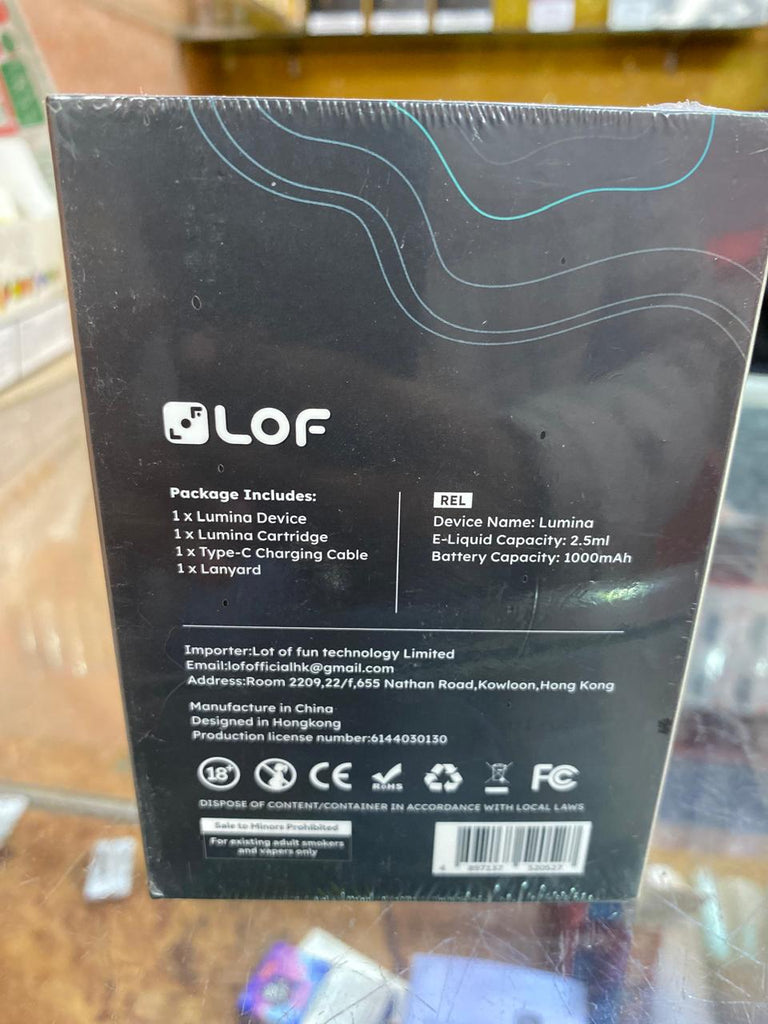 LOF
Package Includes:
1 x Lumina Device
1 x Lumina Cartridge
1 x Type-C Charging Cable
1 x Lanyard
REL
Device Name: Lumina
E-Liquid Capacity: 2.5ml
Battery Capacity: 1000mAh
Importer:Lot of fun technology Limited
Email:lofofficialhk@gmail.com
Address:Room 2209,22/f,655 Nathan Road,Kowloon,Hong Kong
Manufacture in China
Designed in Hongkong
Production license number:6144030130
18+
CE
RoHS
FC
DISPOSE OF CONTENT/CONTAINER IN ACCORDANCE WITH LOCAL LAWS
Sale to Minors Prohibited
For existing adult smokers
and vapers only
4 897137 520527